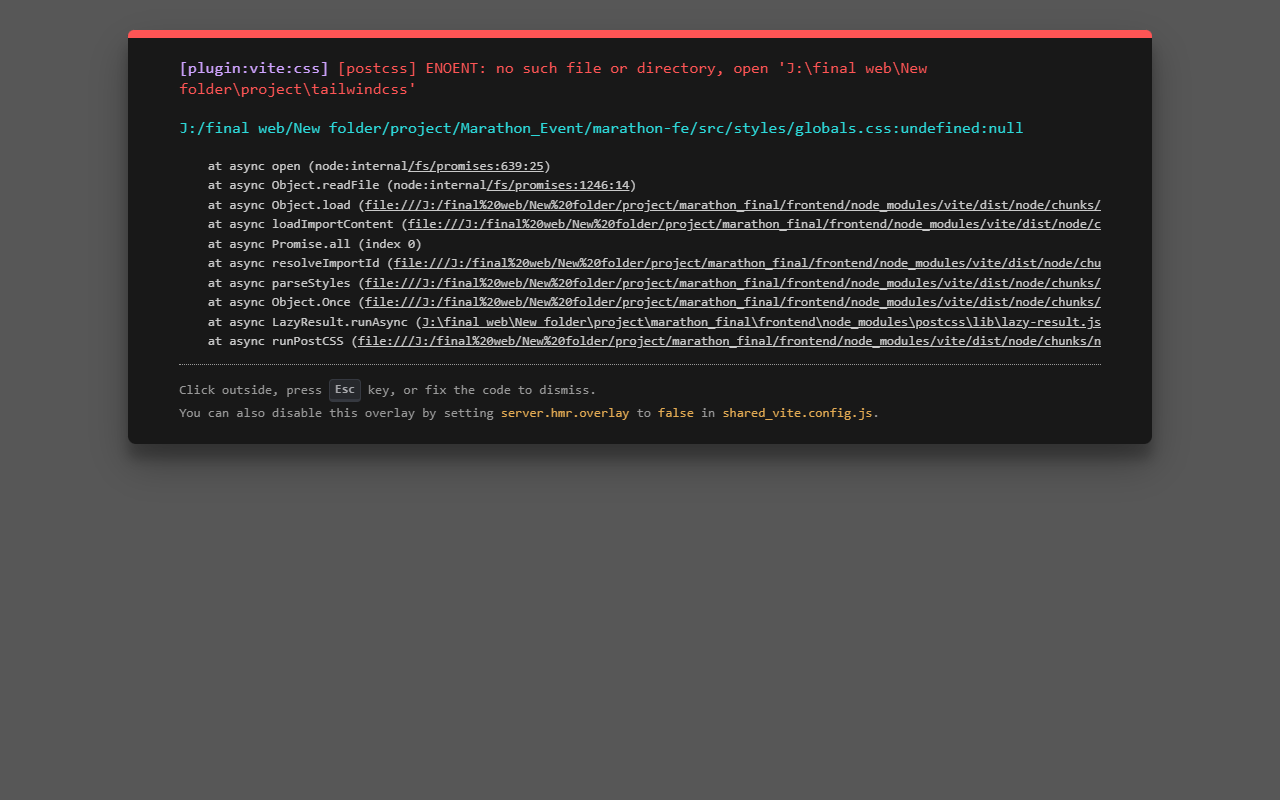 [plugin:vite:css] [postcss] ENOENT: no such file or directory, open 'J:\final web\New
folder\project\tailwindcss'
J:/final web/New folder/project/Marathon_Event/marathon-fe/src/styles/globals.css:undefined:null
at async open (node:internal/fs/promises:639:25)
at async Object.readFile (node:internal/fs/promises:1246:14)
at async Object.load (file:///J:/final%20web/New%20folder/project/marathon_final/frontend/node_modules/vite/dist/node/chunks/
at async loadImportContent (file:///J:/final%20web/New%20folder/project/marathon_final/frontend/node_modules/vite/dist/node/c
at async Promise.all (index 0)
at async resolveImportId (file:///J:/final%20web/New%20folder/project/marathon_final/frontend/node_modules/vite/dist/node/chu
at async parseStyles (file:///J:/final%20web/New%20folder/project/marathon_final/frontend/node_modules/vite/dist/node/chunks/
at async Object.Once (file:///J:/final%20web/New%20folder/project/marathon_final/frontend/node_modules/vite/dist/node/chunks/
at async LazyResult.runAsync (J:\final web\New folder\project\marathon_final\frontend\node_modules\postcss\lib\lazy-result.js
at async runPostCSS (file:///J:/final%20web/New%20folder/project/marathon_final/frontend/node_modules/vite/dist/node/chunks/n
Click outside, press Esc key, or fix the code to dismiss.
You can also disable this overlay by setting server.hmr.overlay to false in shared_vite.config.js.